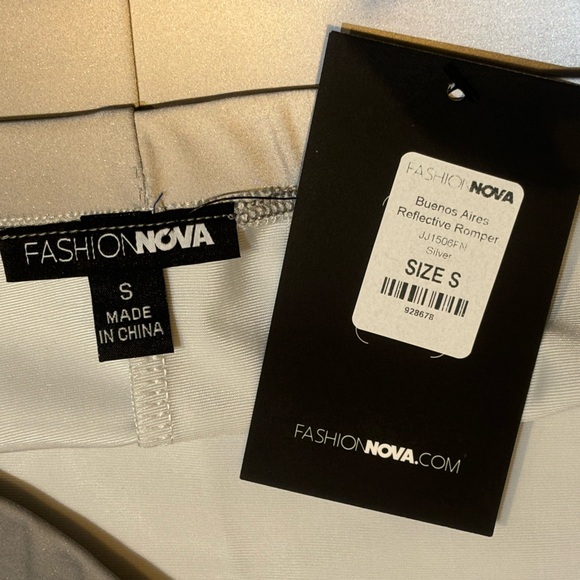 FASHIONNOVA
S
MADE
IN CHINA
FASHIONNOVA
Buenos Aires
Reflective Romper
JJ1506FN
Silver
SIZE S
928678
FASHIONNOVA.COM